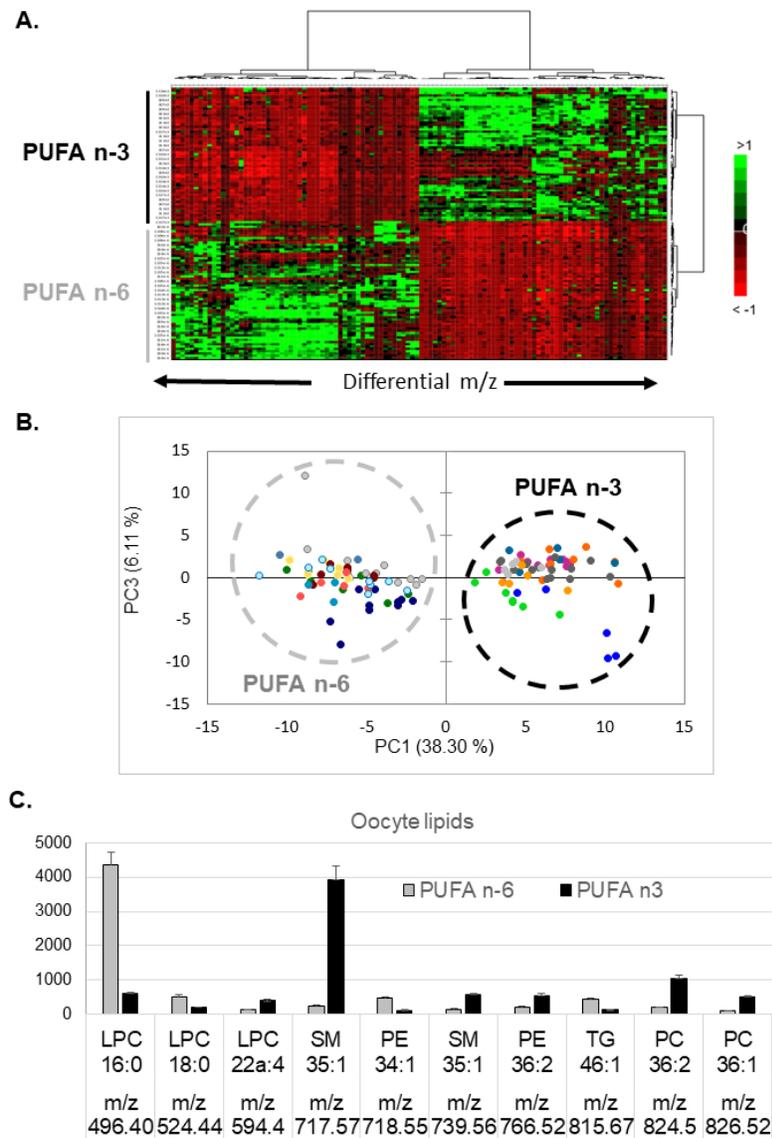 A.
PUFA n-3
PUFA n-6
>1
0
< -1
Differential m/z
B.
PC3 (6.11 %)
15
10
5
0
-5
-10
-15
PUFA n-3
PUFA n-6
-15 -10 -5 0 5 10 15
PC1 (38.30 %)
C.
Oocyte lipids
5000
4000
3000
2000
1000
0
PUFA n-6 PUFA n3
LPC LPC LPC SM PE SM PE TG PC PC
16:0 18:0 22a:4 35:1 34:1 35:1 36:2 46:1 36:2 36:1
m/z m/z m/z m/z m/z m/z m/z m/z m/z m/z
496.40 524.44 594.4 717.57 718.55 739.56 766.52 815.67 824.5 826.52